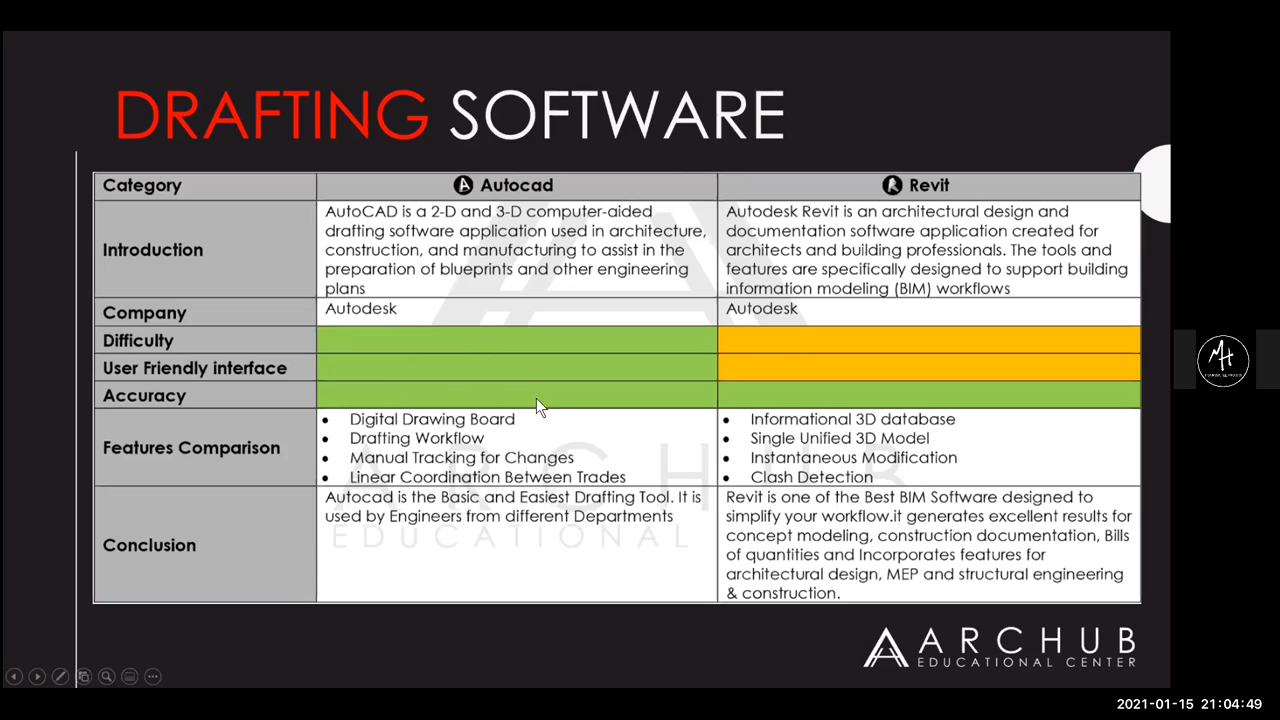 DRAFTING SOFTWARE
Category
Autocad
Revit
Introduction
AutoCAD is a 2-D and 3-D computer-aided
drafting software application used in architecture,
construction, and manufacturing to assist in the
preparation of blueprints and other engineering
plans
Autodesk Revit is an architectural design and
documentation software application created for
architects and building professionals. The tools and
features are specifically designed to support building
information modeling (BIM) workflows
Company
Autodesk
Autodesk
Difficulty
User Friendly interface
Accuracy
Features Comparison
• Digital Drawing Board
• Drafting Workflow
• Manual Tracking for Changes
• Linear Coordination Between Trades
• Informational 3D database
• Single Unified 3D Model
• Instantaneous Modification
• Clash Detection
Conclusion
Autocad is the Basic and Easiest Drafting Tool. It is
used by Engineers from different Departments
Revit is one of the Best BIM Software designed to
simplify your workflow.it generates excellent results for
concept modeling, construction documentation, Bills
of quantities and Incorporates features for
architectural design, MEP and structural engineering
& construction.
ARCHUB
EDUCATIONAL
ARCHUB
EDUCATIONAL CENTER
MH
2021-01-15 21:04:49